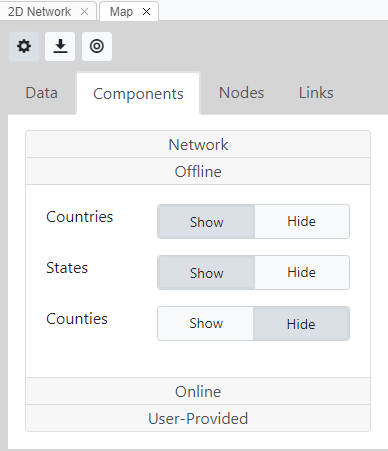 2D Network Map
Data Components Nodes Links
Network
Offline
Countries Show Hide
States Show Hide
Counties Show Hide
Online
User-Provided